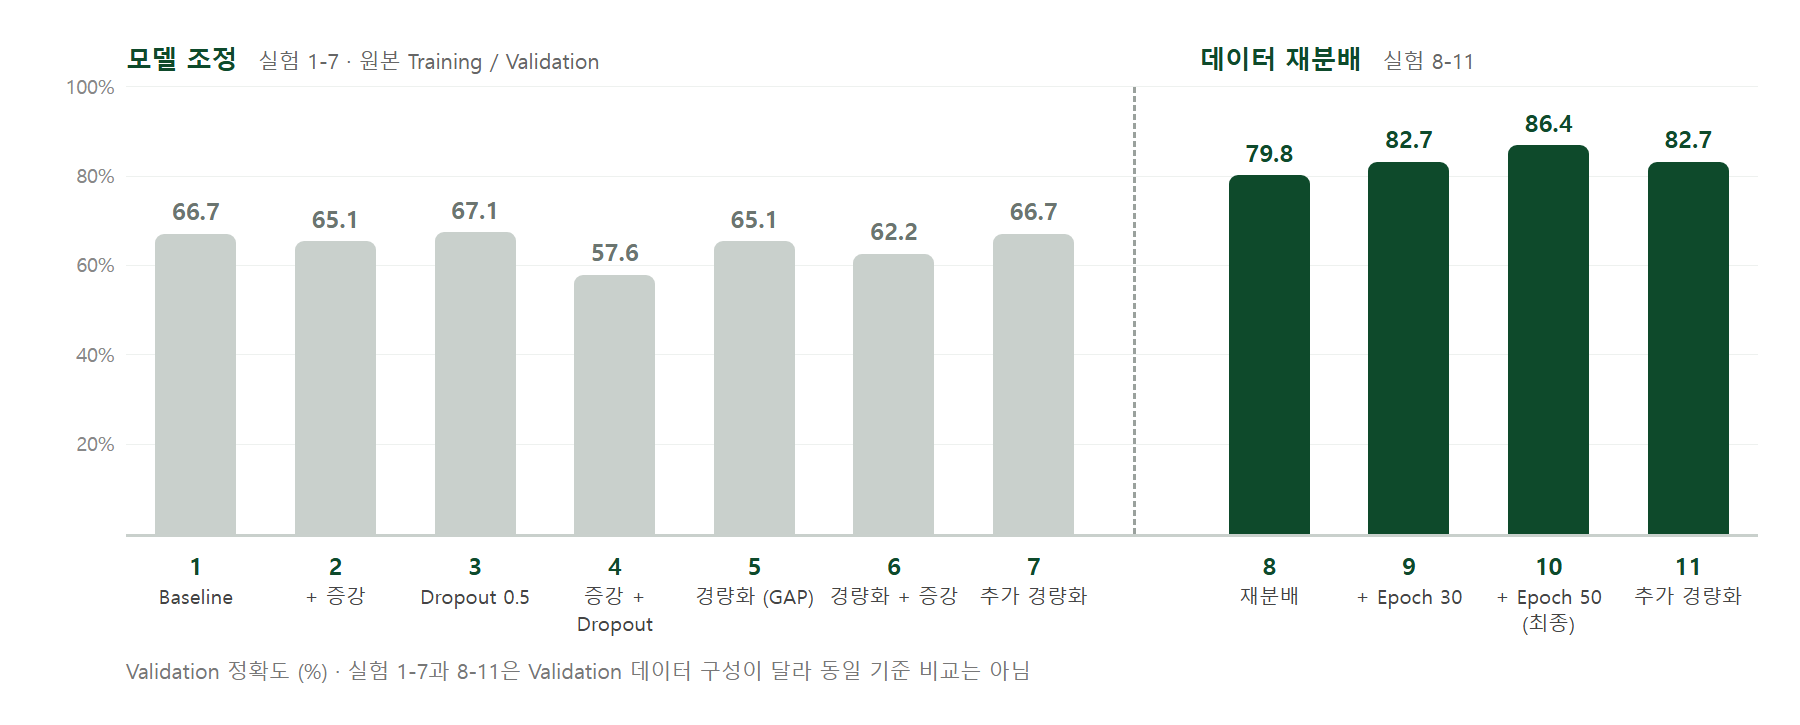 모델 조정 실험 1-7 · 원본 Training / Validation
데이터 재분배 실험 8-11
100%
80%
60%
40%
20%
66.7
65.1
67.1
57.6
65.1
62.2
66.7
79.8
82.7
86.4
82.7
1
Baseline
2
+ 증강
3
Dropout 0.5
4
증강 +
Dropout
5
경량화 (GAP)
6
경량화 + 증강
7
추가 경량화
8
재분배
9
+ Epoch 30
10
+ Epoch 50
(최종)
11
추가 경량화
Validation 정확도 (%) · 실험 1-7과 8-11은 Validation 데이터 구성이 달라 동일 기준 비교는 아님